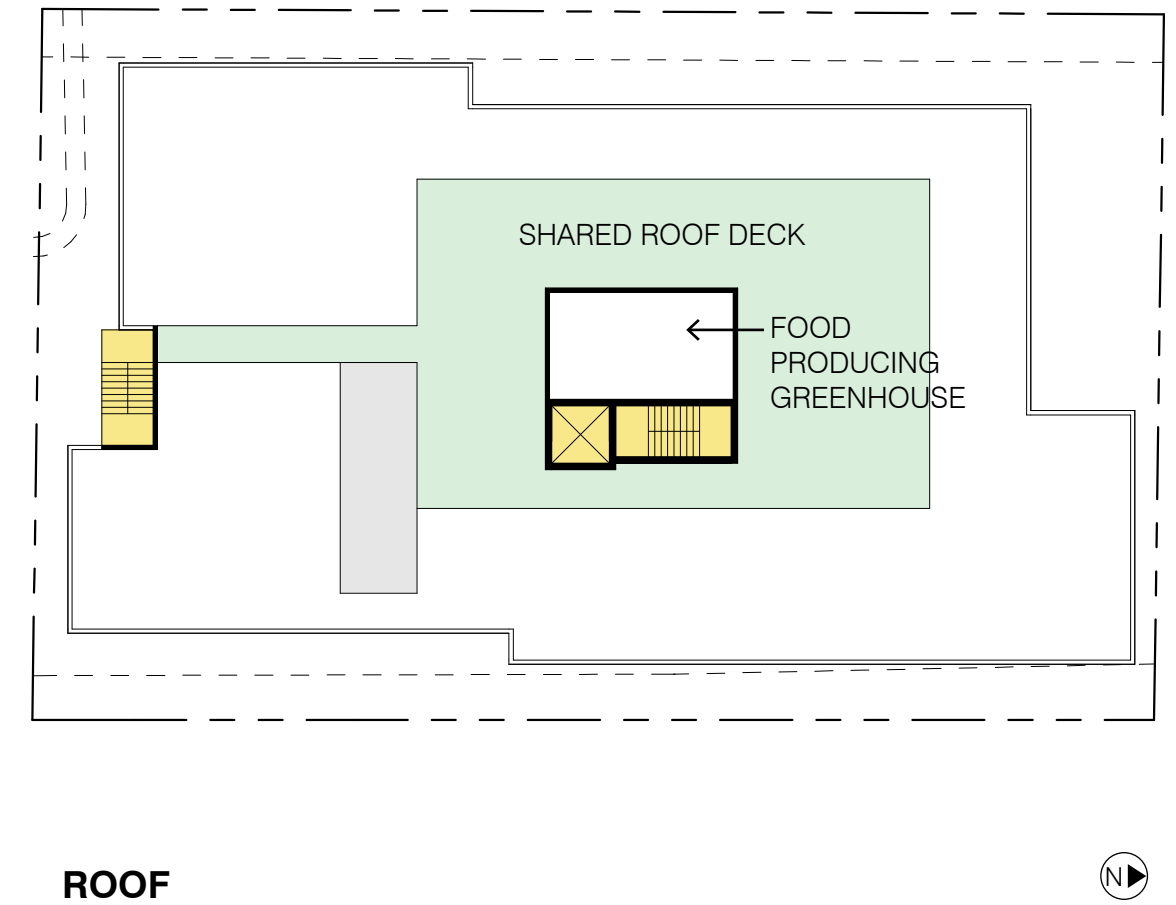 SHARED ROOF DECK
FOOD
PRODUCING
GREENHOUSE
ROOF
N